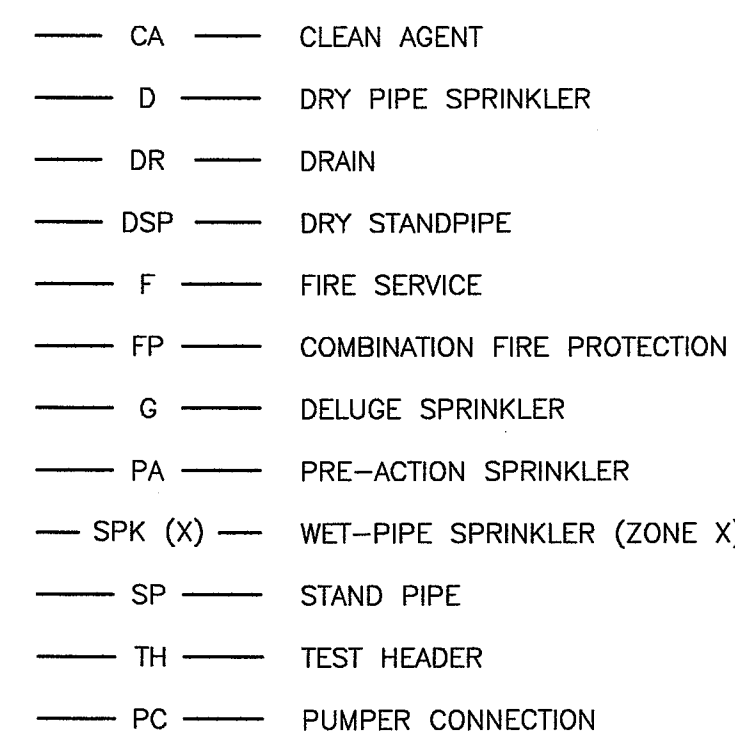 CA CLEAN AGENT
D DRY PIPE SPRINKLER
DR DRAIN
DSP DRY STANDPIPE
F FIRE SERVICE
FP COMBINATION FIRE PROTECTION
G DELUGE SPRINKLER
PA PRE-ACTION SPRINKLER
SPK (X) WET-PIPE SPRINKLER (ZONE X)
SP STAND PIPE
TH TEST HEADER
PC PUMPER CONNECTION